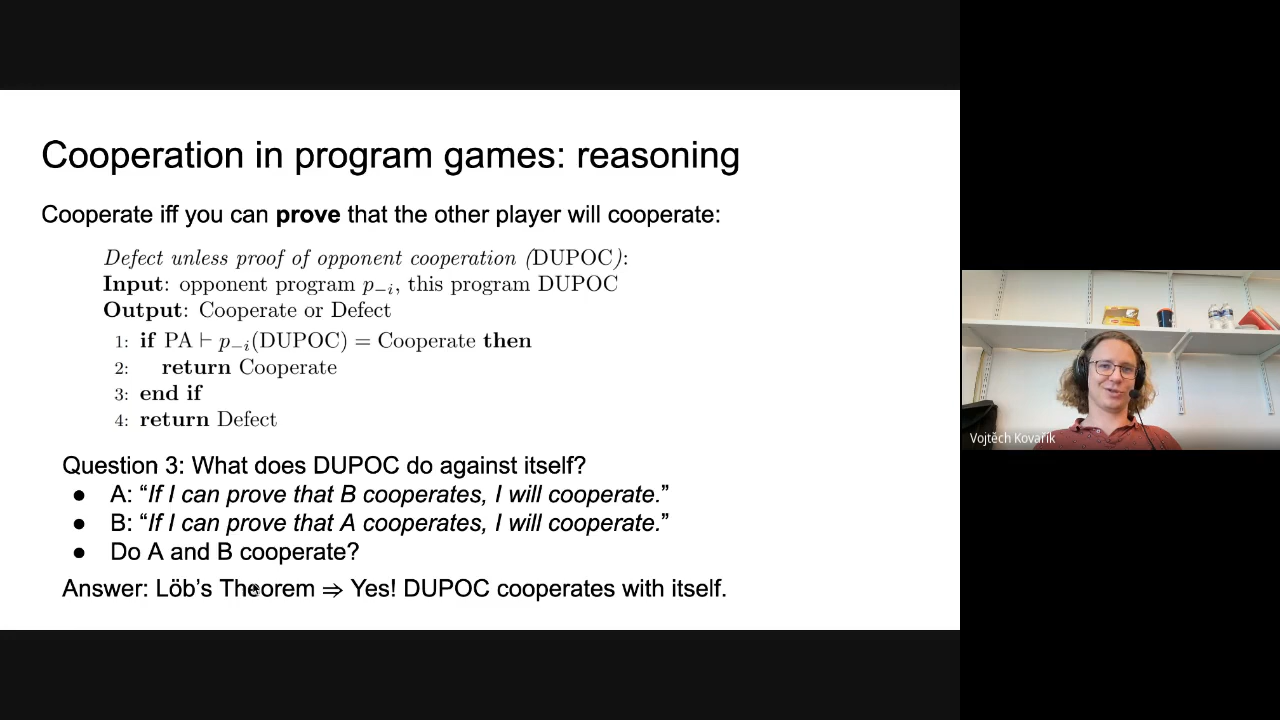 Cooperation in program games: reasoning
Cooperate iff you can prove that the other player will cooperate:
Defect unless proof of opponent cooperation (DUPOC):
Input: opponent program p₋ᵢ, this program DUPOC
Output: Cooperate or Defect
1: if PA ⊢ p₋ᵢ(DUPOC) = Cooperate then
2: return Cooperate
3: end if
4: return Defect
Question 3: What does DUPOC do against itself?
● A: “If I can prove that B cooperates, I will cooperate.”
● B: “If I can prove that A cooperates, I will cooperate.”
● Do A and B cooperate?
Answer: Löb’s Theorem ⇒ Yes! DUPOC cooperates with itself.
Vojtěch Kovařík